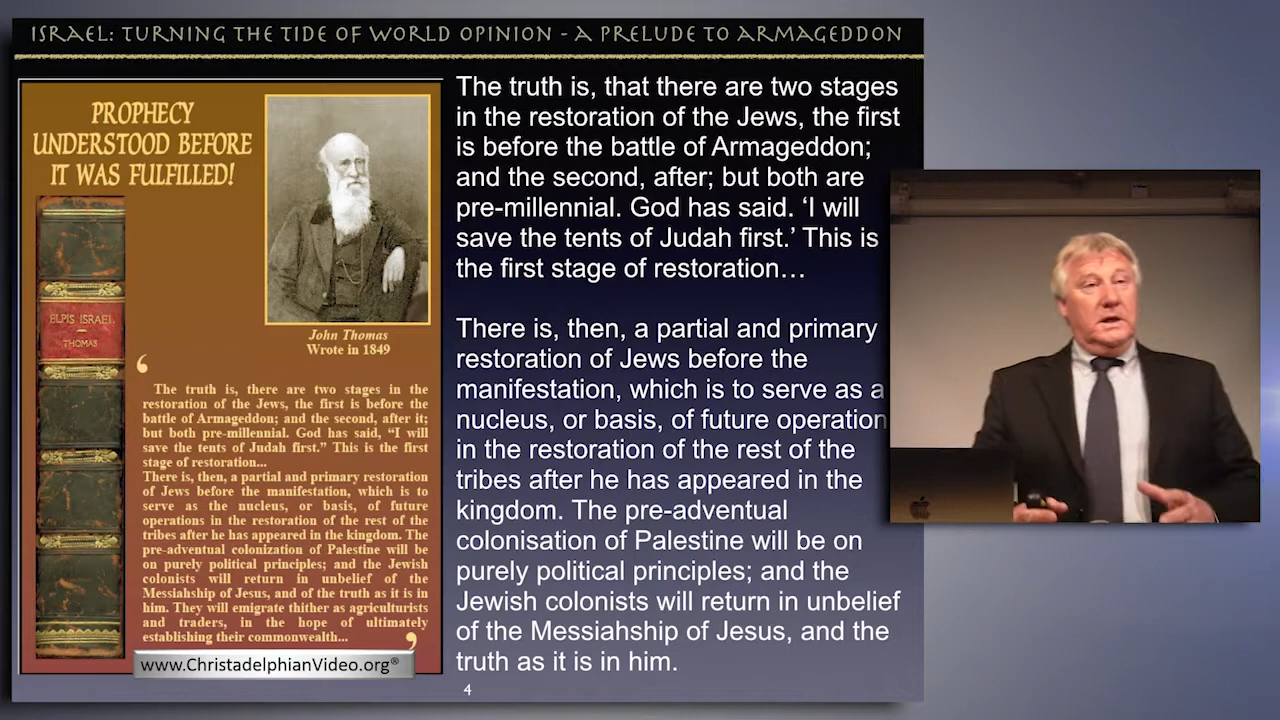 ISRAEL: TURNING THE TIDE OF WORLD OPINION - A PRELUDE TO ARMAGEDDON
PROPHECY
UNDERSTOOD BEFORE
IT WAS FULFILLED!
ELPIS ISRAEL
THOMAS
John Thomas
Wrote in 1849
‘
The truth is, there are two stages in the
restoration of the Jews, the first is before the
battle of Armageddon; and the second, after it;
but both pre-millennial. God has said, “I will
save the tents of Judah first.” This is the first
stage of restoration...
There is, then, a partial and primary restoration
of Jews before the manifestation, which is to
serve as the nucleus, or basis, of future
operations in the restoration of the rest of the
tribes after he has appeared in the kingdom. The
pre-adventual colonization of Palestine will be
on purely political principles; and the Jewish
colonists will return in unbelief of the
Messiahship of Jesus, and of the truth as it is in
him. They will emigrate thither as agriculturists
and traders, in the hope of ultimately
establishing their commonwealth...
’
www.ChristadelphianVideo.org®
The truth is, that there are two stages
in the restoration of the Jews, the first
is before the battle of Armageddon;
and the second, after; but both are
pre-millennial. God has said. ‘I will
save the tents of Judah first.’ This is
the first stage of restoration…
There is, then, a partial and primary
restoration of Jews before the
manifestation, which is to serve as a
nucleus, or basis, of future operation
in the restoration of the rest of the
tribes after he has appeared in the
kingdom. The pre-adventual
colonisation of Palestine will be on
purely political principles; and the
Jewish colonists will return in unbelief
of the Messiahship of Jesus, and the
truth as it is in him.
4